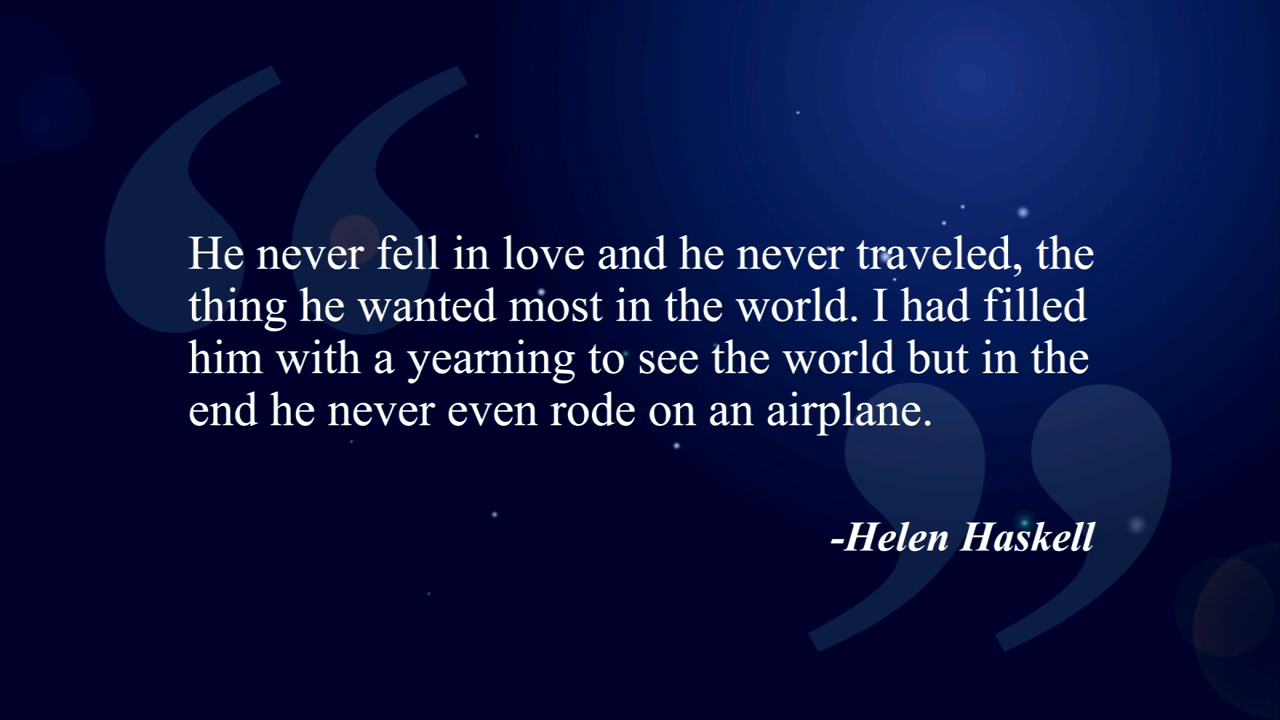 He never fell in love and he never traveled, the
thing he wanted most in the world. I had filled
him with a yearning to see the world but in the
end he never even rode on an airplane.
-Helen Haskell